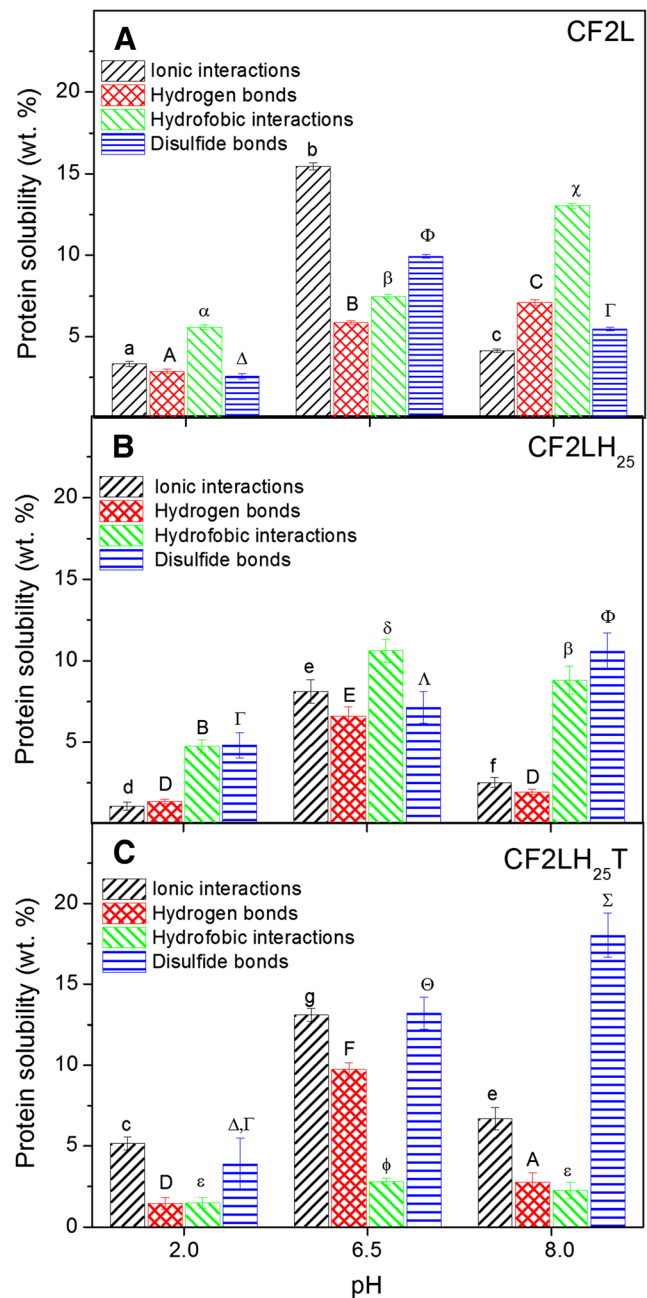 A
CF2L
Ionic interactions
Hydrogen bonds
Hydrofobic interactions
Disulfide bonds
Protein solubility (wt. %)
20
15
10
5
a
A
α
Δ
b
B
β
Φ
c
C
χ
Γ
B
CF2LH25
Ionic interactions
Hydrogen bonds
Hydrofobic interactions
Disulfide bonds
Protein solubility (wt. %)
20
15
10
5
d
D
B
Γ
e
E
δ
Λ
f
D
β
Φ
C
CF2LH25T
Ionic interactions
Hydrogen bonds
Hydrofobic interactions
Disulfide bonds
Protein solubility (wt. %)
20
15
10
5
0
c
D
ε
Δ,Γ
g
F
ϕ
Θ
e
A
ε
Σ
2.0
6.5
8.0
pH